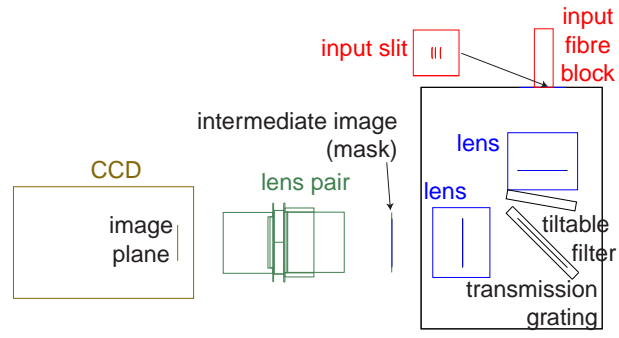 input slit
input
fibre
block
intermediate image
(mask)
lens
CCD
lens pair
lens
image
plane
tiltable
filter
transmission
grating